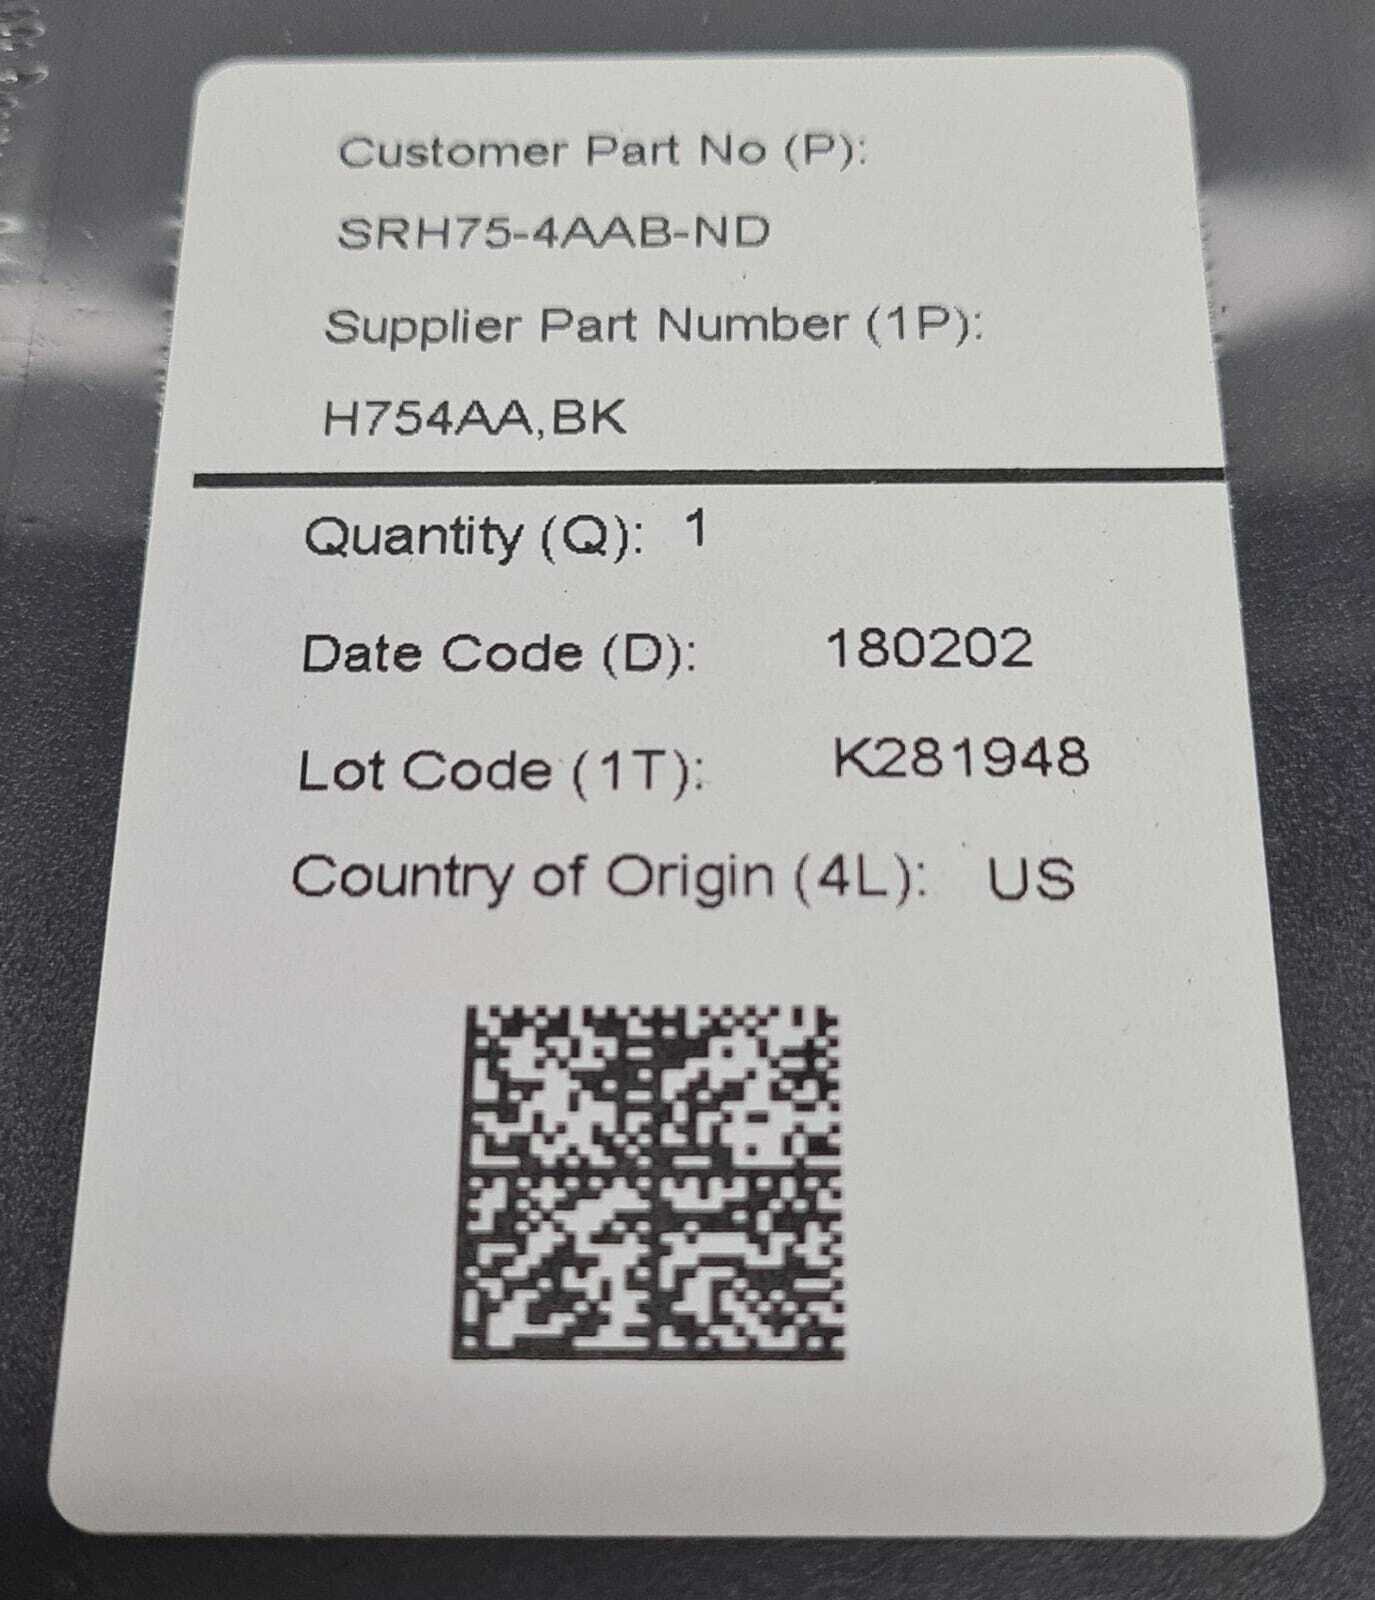 Customer Part No (P):
SRH75-4AAB-ND
Supplier Part Number (1P):
H754AA,BK
Quantity (Q): 1
Date Code (D): 180202
Lot Code (1T): K281948
Country of Origin (4L): US